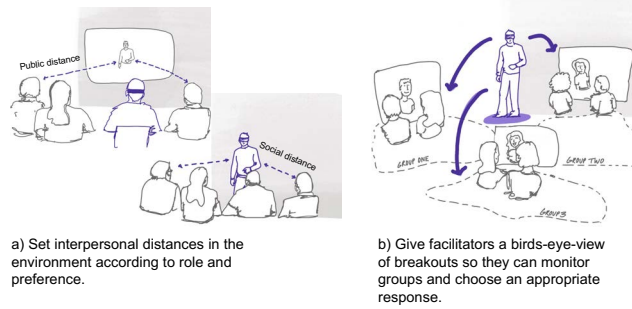 Public distance
Social distance
a) Set interpersonal distances in the
environment according to role and
preference.
GROUP ONE
GROUP TWO
GROUP 3
b) Give facilitators a birds-eye-view
of breakouts so they can monitor
groups and choose an appropriate
response.